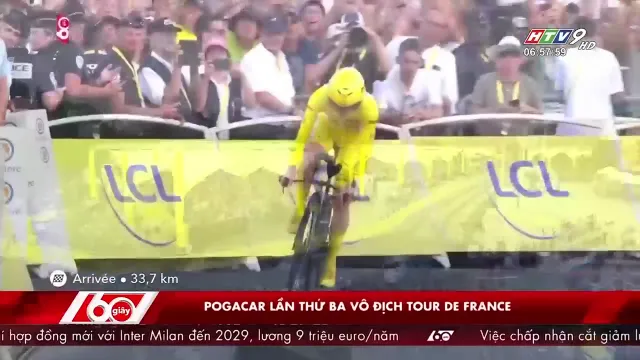 HTV9 HD
06:57:59
LCL LCL
Arrivée • 33,7 km
60 giây
POGACAR LẦN THỨ BA VÔ ĐỊCH TOUR DE FRANCE
i hợp đồng mới với Inter Milan đến 2029, lương 9 triệu euro/năm 60 Việc chấp nhận cắt giảm l